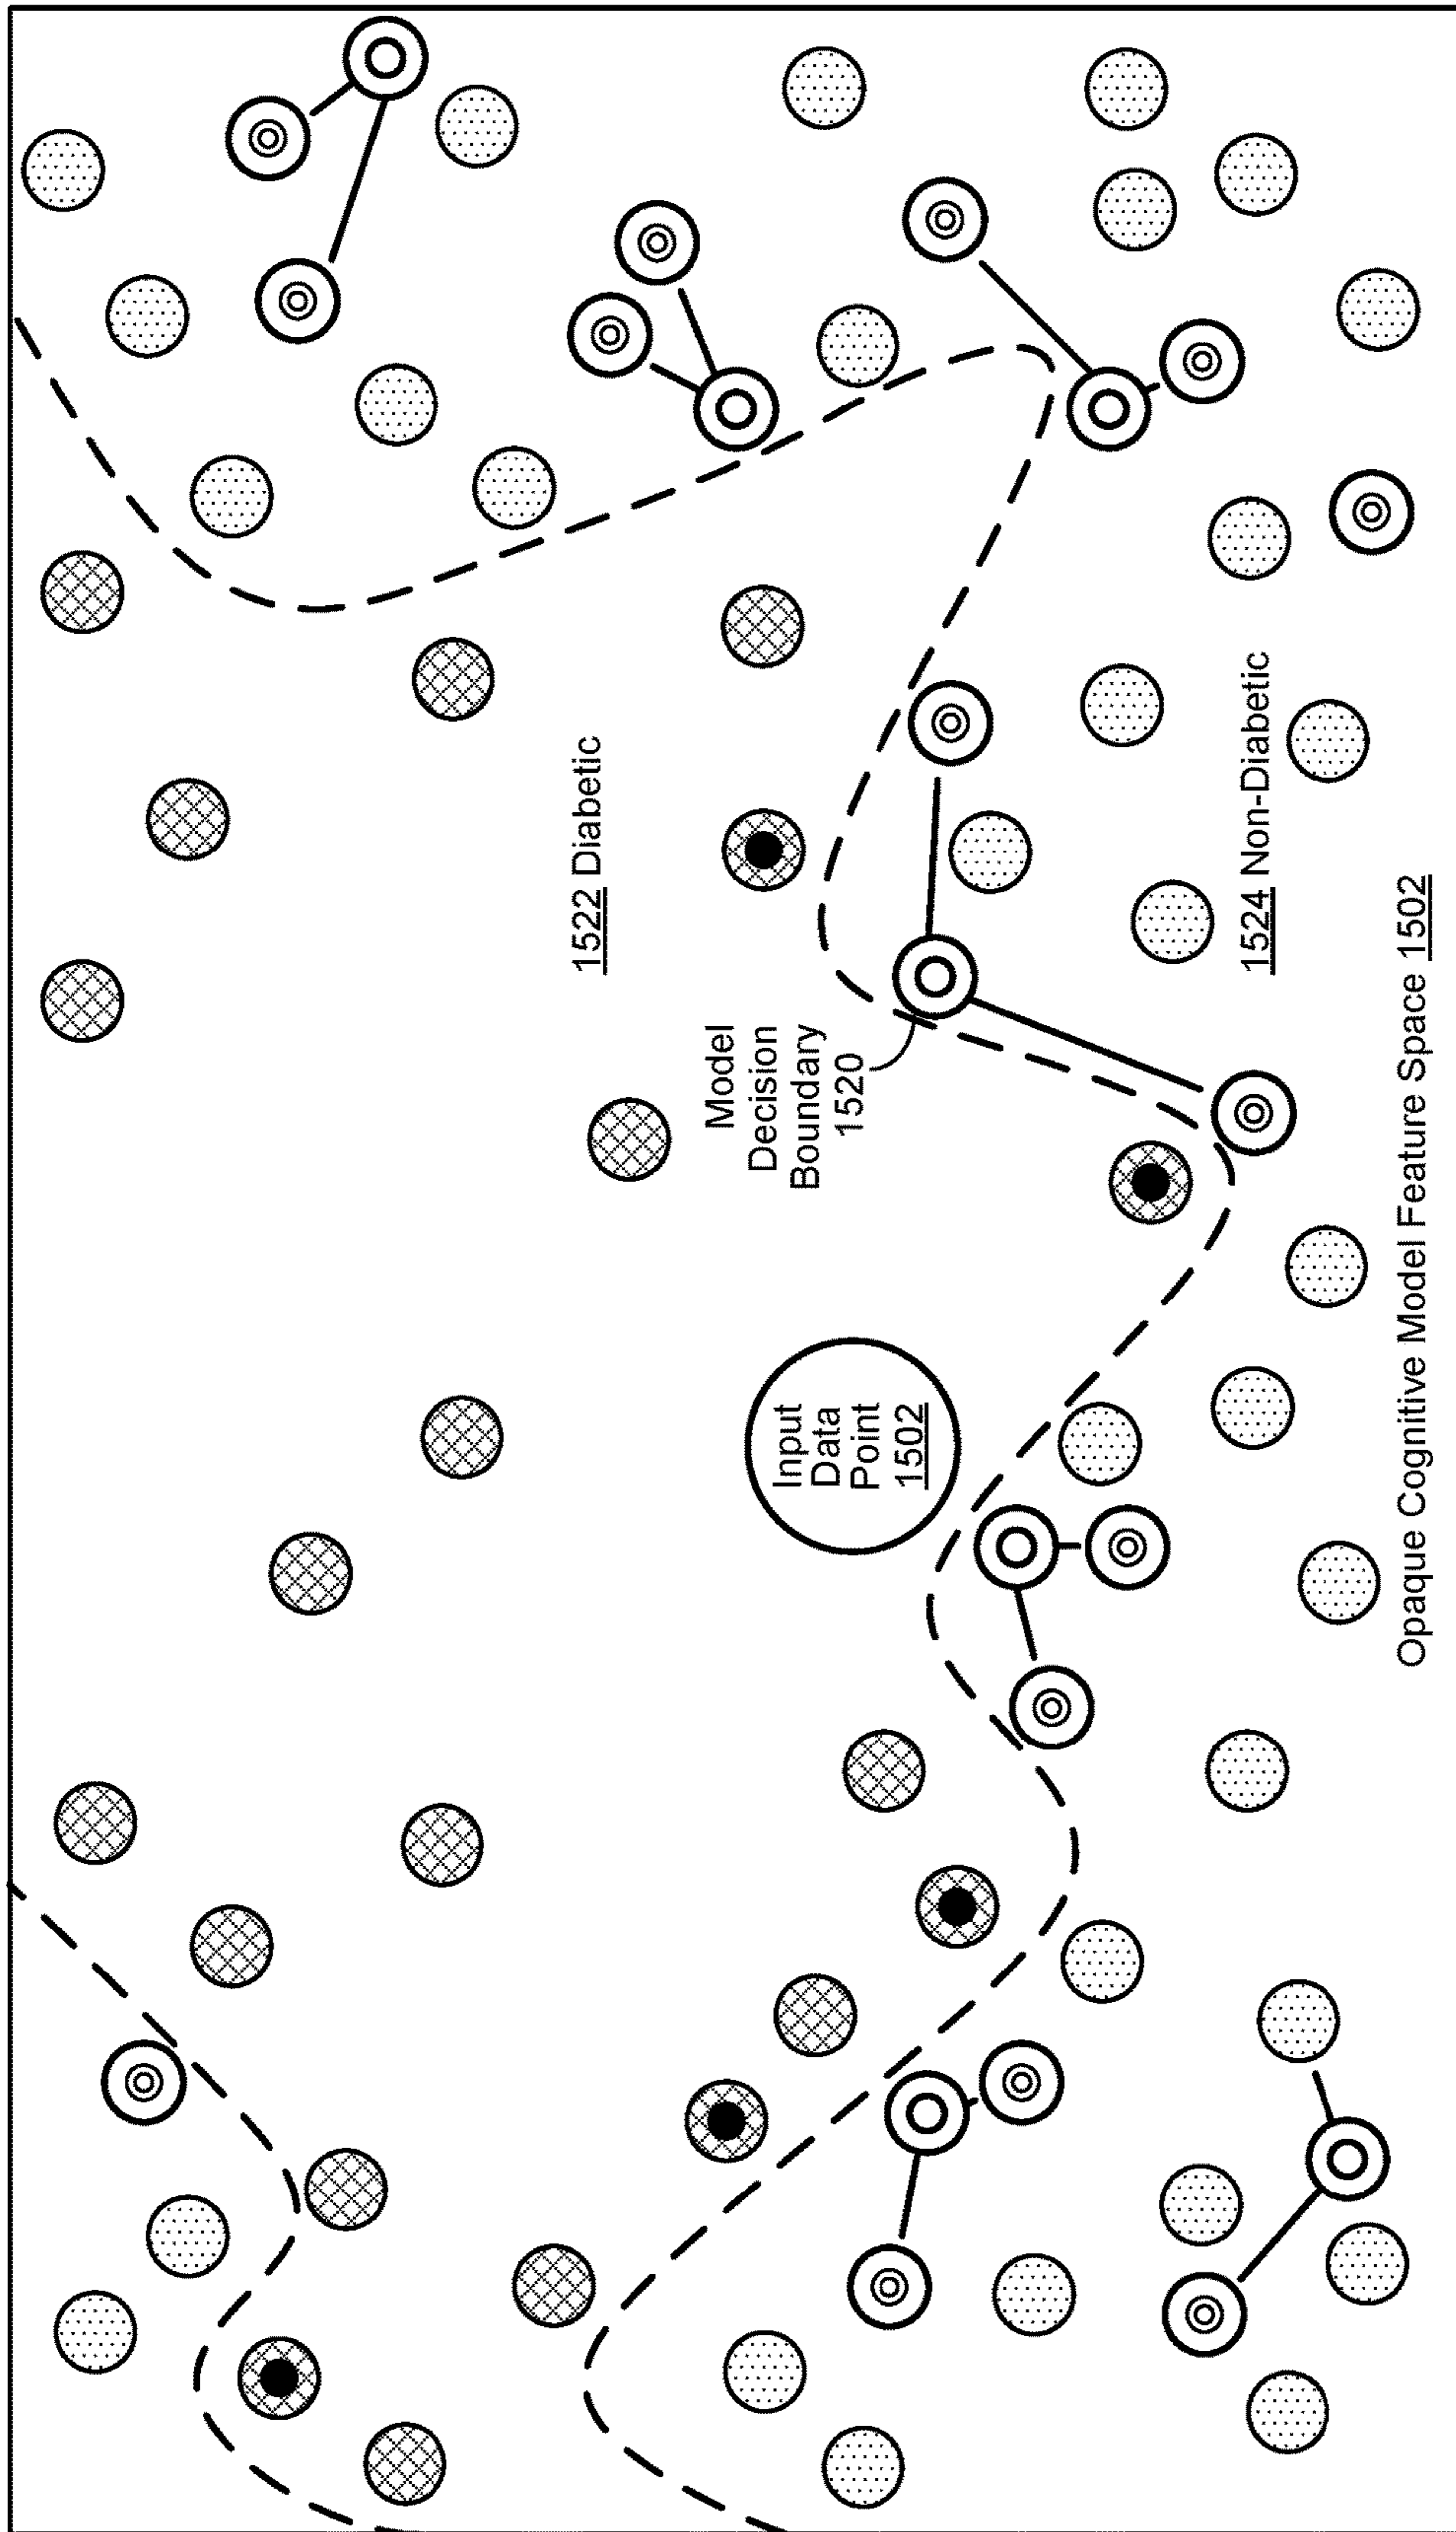 1522 Diabetic
Model
Decision
Boundary
1520
Input
Data
Point
1502
1524 Non-Diabetic
Opaque Cognitive Model Feature Space 1502